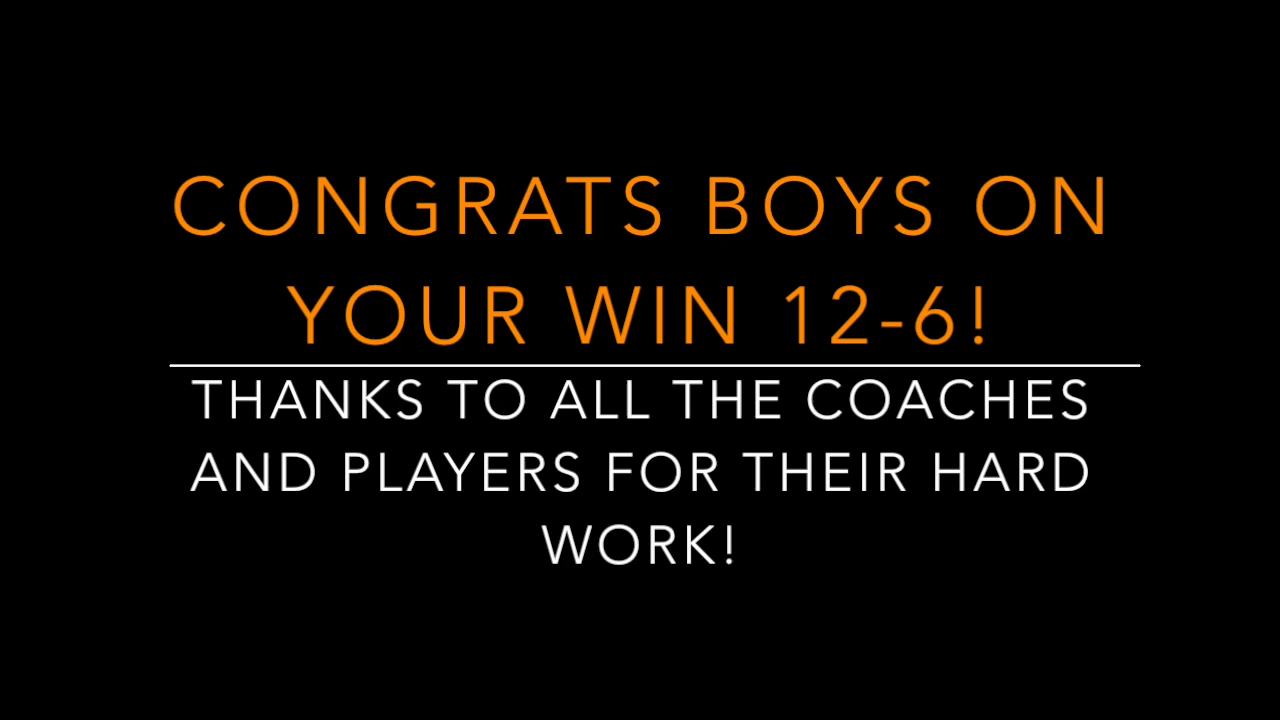 CONGRATS BOYS ON
YOUR WIN 12-6!
THANKS TO ALL THE COACHES
AND PLAYERS FOR THEIR HARD
WORK!